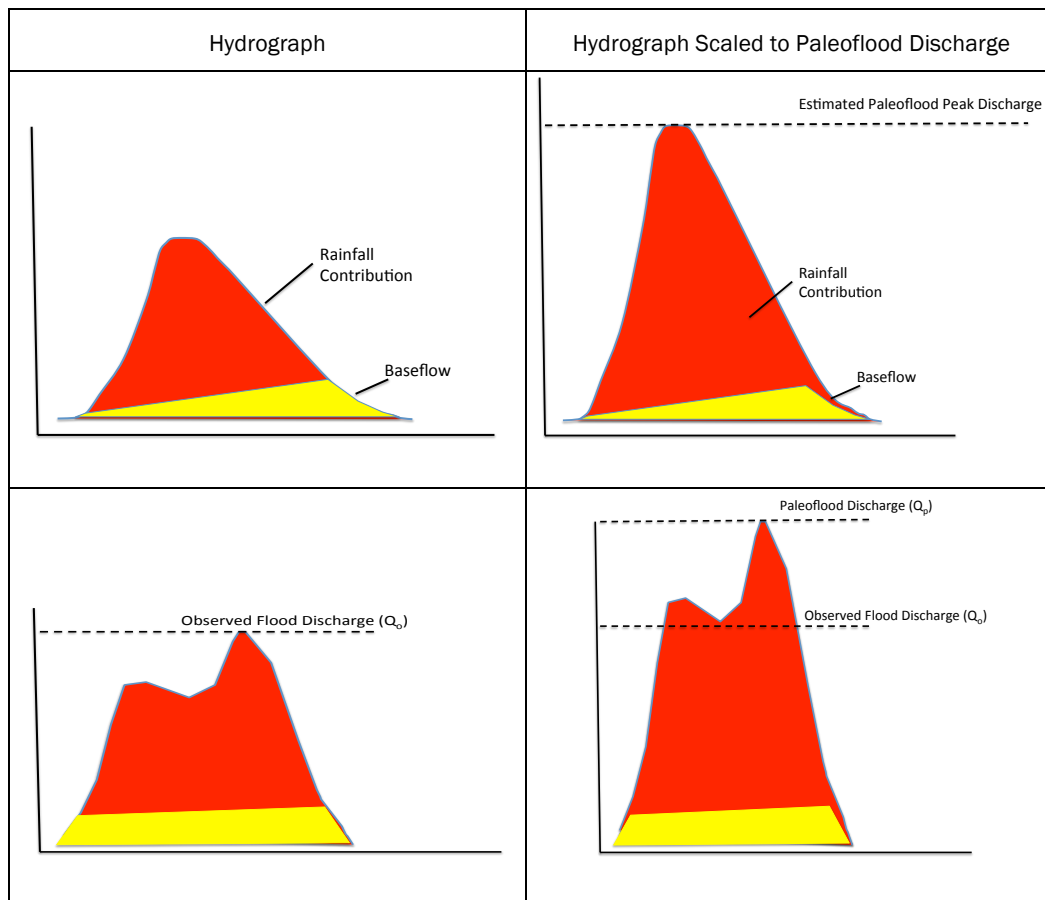 Hydrograph
Hydrograph Scaled to Paleoflood Discharge
Rainfall
Contribution
Baseflow
Estimated Paleoflood Peak Discharge
Rainfall
Contribution
Baseflow
Observed Flood Discharge (Qo)
Paleoflood Discharge (Qp)
Observed Flood Discharge (Qo)